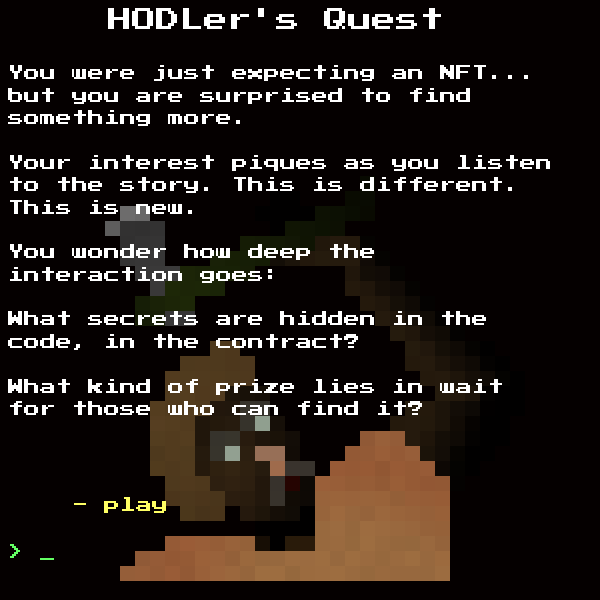 HODLer's Quest
You were just expecting an NFT...
but you are surprised to find
something more.
Your interest piques as you listen
to the story. This is different.
This is new.
You wonder how deep the
interaction goes:
What secrets are hidden in the
code, in the contract?
What kind of prize lies in wait
for those who can find it?
- play
> _